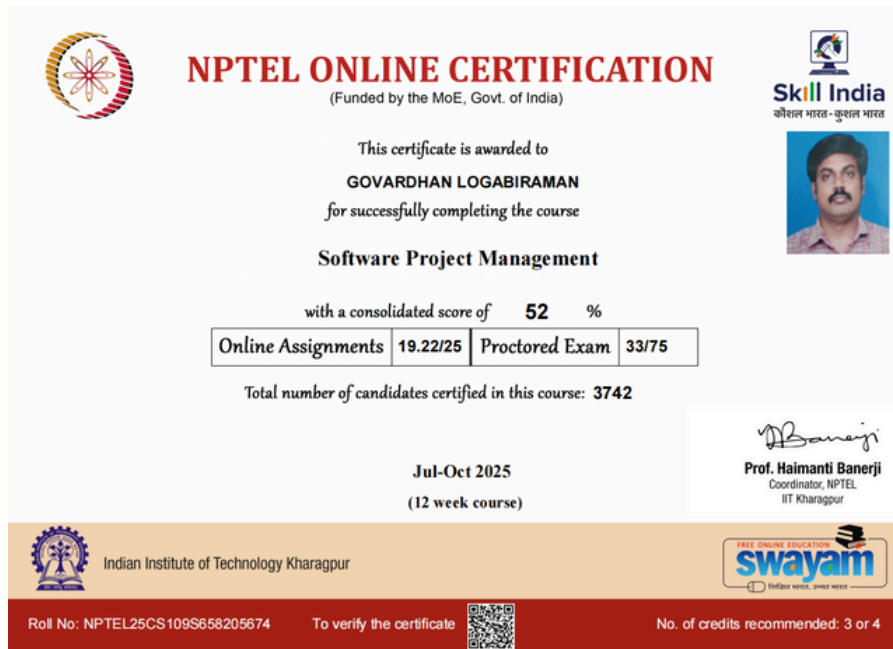 NPTEL ONLINE CERTIFICATION
(Funded by the MoE, Govt. of India)
Skill India
कौशल भारत - कुशल भारत
This certificate is awarded to
GOVARDHAN LOGABIRAMAN
for successfully completing the course
Software Project Management
with a consolidated score of 52 %
Online Assignments 19.22/25 Proctored Exam 33/75
Total number of candidates certified in this course: 3742
Jul-Oct 2025
(12 week course)
Prof. Haimanti Banerji
Coordinator, NPTEL
IIT Kharagpur
Indian Institute of Technology Kharagpur
FREE ONLINE EDUCATION
swayam
शिक्षित भारत, उन्नत भारत
Roll No: NPTEL25CS109S658205674 To verify the certificate No. of credits recommended: 3 or 4